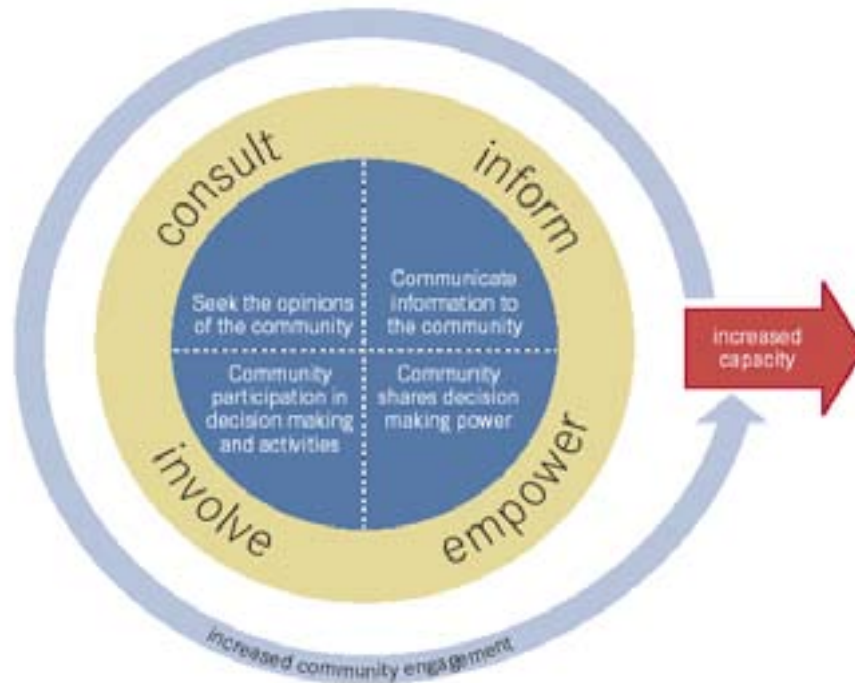 consult
inform
Seek the opinions
of the community
Communicate
information to
the community
Community
participation in
decision making
and activities
Community
shares decision
making power
involve
empower
increased
capacity
increased community engagement